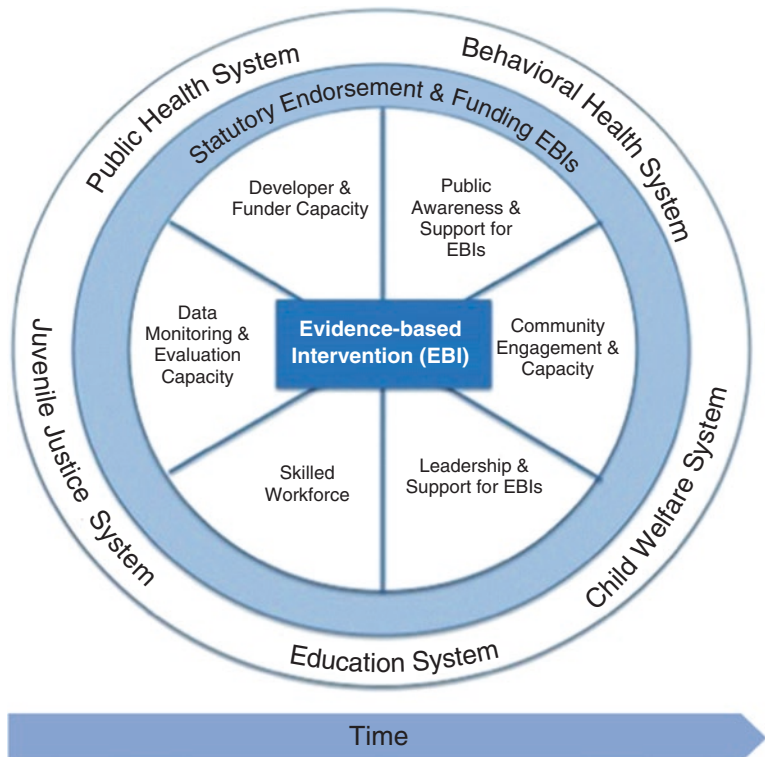 Public Health System
Behavioral Health System
Statutory Endorsement & Funding EBIs
Developer &
Funder Capacity
Public
Awareness &
Support for
EBIs
Data
Monitoring &
Evaluation
Capacity
Evidence-based
Intervention (EBI)
Community
Engagement &
Capacity
Skilled
Workforce
Leadership &
Support for EBIs
Juvenile Justice System
Child Welfare System
Education System
Time